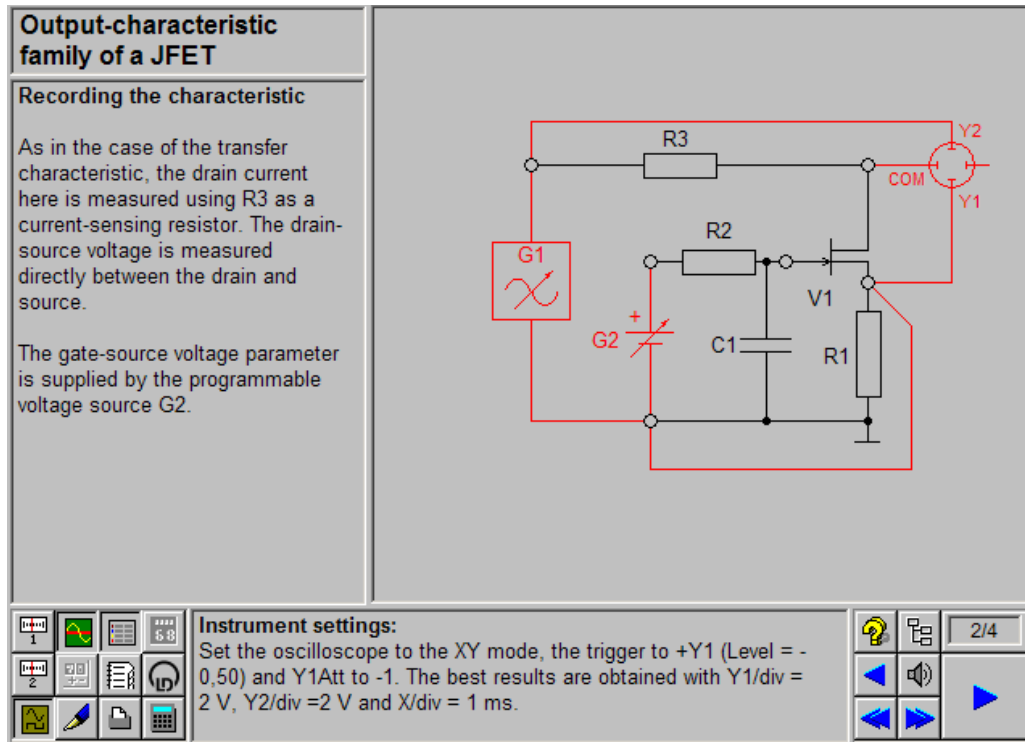 Output-characteristic
family of a JFET
Recording the characteristic
As in the case of the transfer
characteristic, the drain current
here is measured using R3 as a
current-sensing resistor. The drain-
source voltage is measured
directly between the drain and
source.
The gate-source voltage parameter
is supplied by the programmable
voltage source G2.
Y2
R3
COM
Y1
R2
G1
V1
+
G2
C1
R1
Instrument settings:
Set the oscilloscope to the XY mode, the trigger to +Y1 (Level = -
0,50) and Y1Att to -1. The best results are obtained with Y1/div =
2 V, Y2/div =2 V and X/div = 1 ms.
1
2
2/4